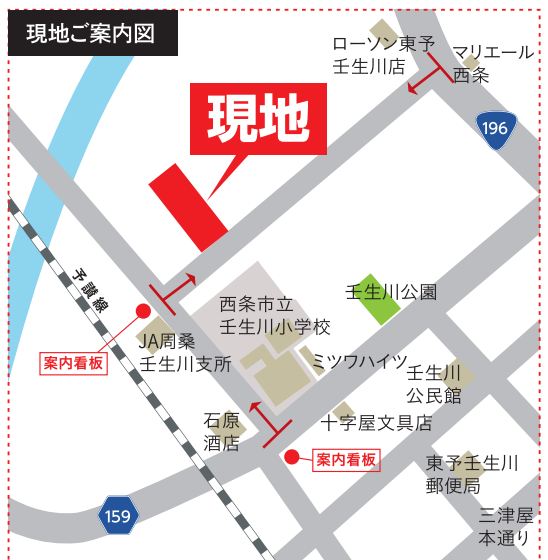 現地ご案内図
ローソン東予
壬生川店
マリエール
西条
196
現地
予讃線
西条市立
壬生川小学校
壬生川公園
案内看板
JA周桑
壬生川支所
ミツワハイツ
壬生川
公民館
石原
酒店
十字屋文具店
案内看板
東予壬生川
郵便局
159
三津屋
本通り